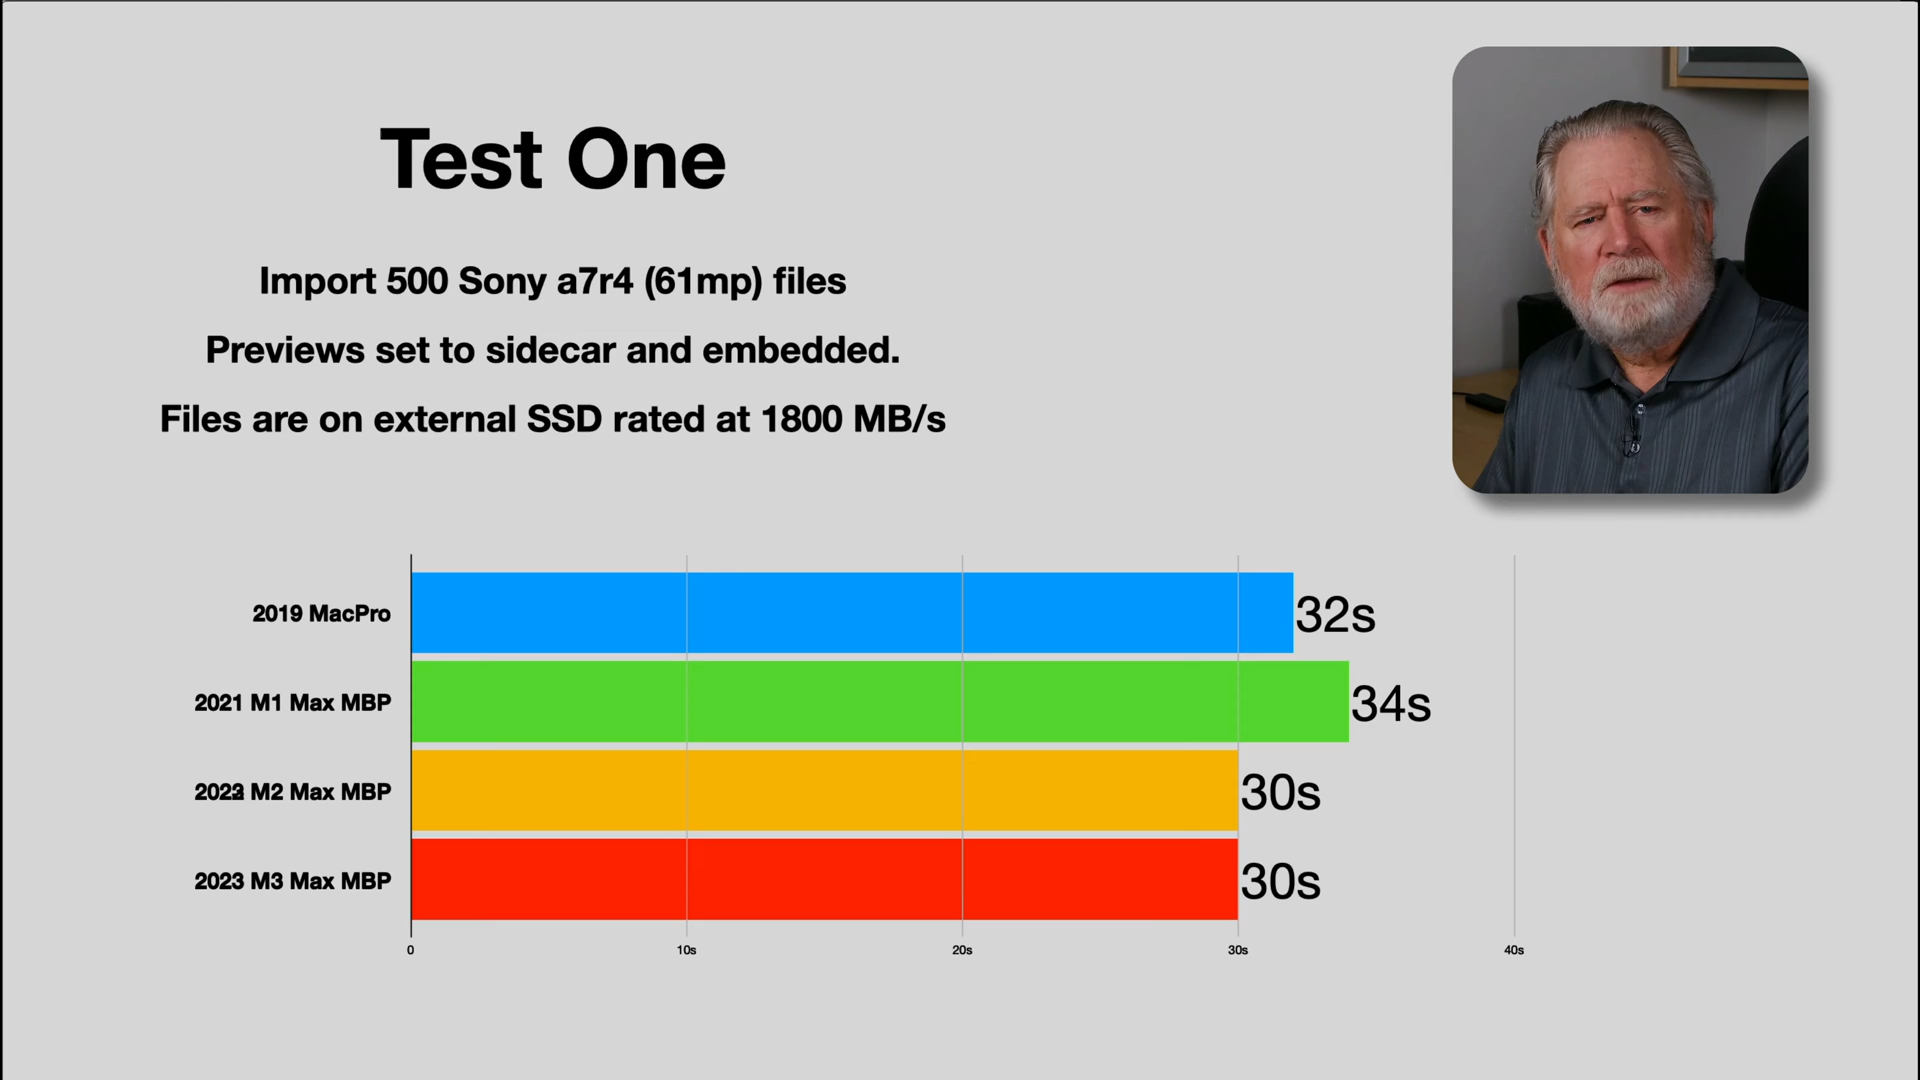 Test One
Import 500 Sony a7r4 (61mp) files
Previews set to sidecar and embedded.
Files are on external SSD rated at 1800 MB/s
2019 MacPro
32s
2021 M1 Max MBP
34s
M2 Max MBP
30s
2023 M3 Max MBP
30s
0 10s 20s 30s 40s